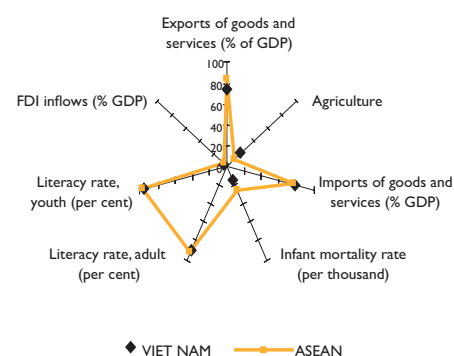 Exports of goods and
services (% of GDP)
100
80
60
40
20
0
FDI inflows (% GDP)
Agriculture
Literacy rate,
youth (per cent)
Imports of goods and
services (% GDP)
Literacy rate, adult
(per cent)
Infant mortality rate
(per thousand)
VIET NAM
ASEAN